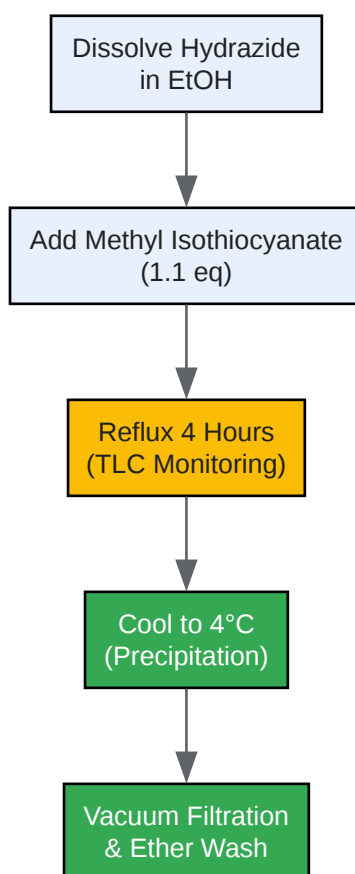 Dissolve Hydrazide
in EtOH
Add Methyl Isothiocyanate
(1.1 eq)
Reflux 4 Hours
(TLC Monitoring)
Cool to 4°C
(Precipitation)
Vacuum Filtration
& Ether Wash